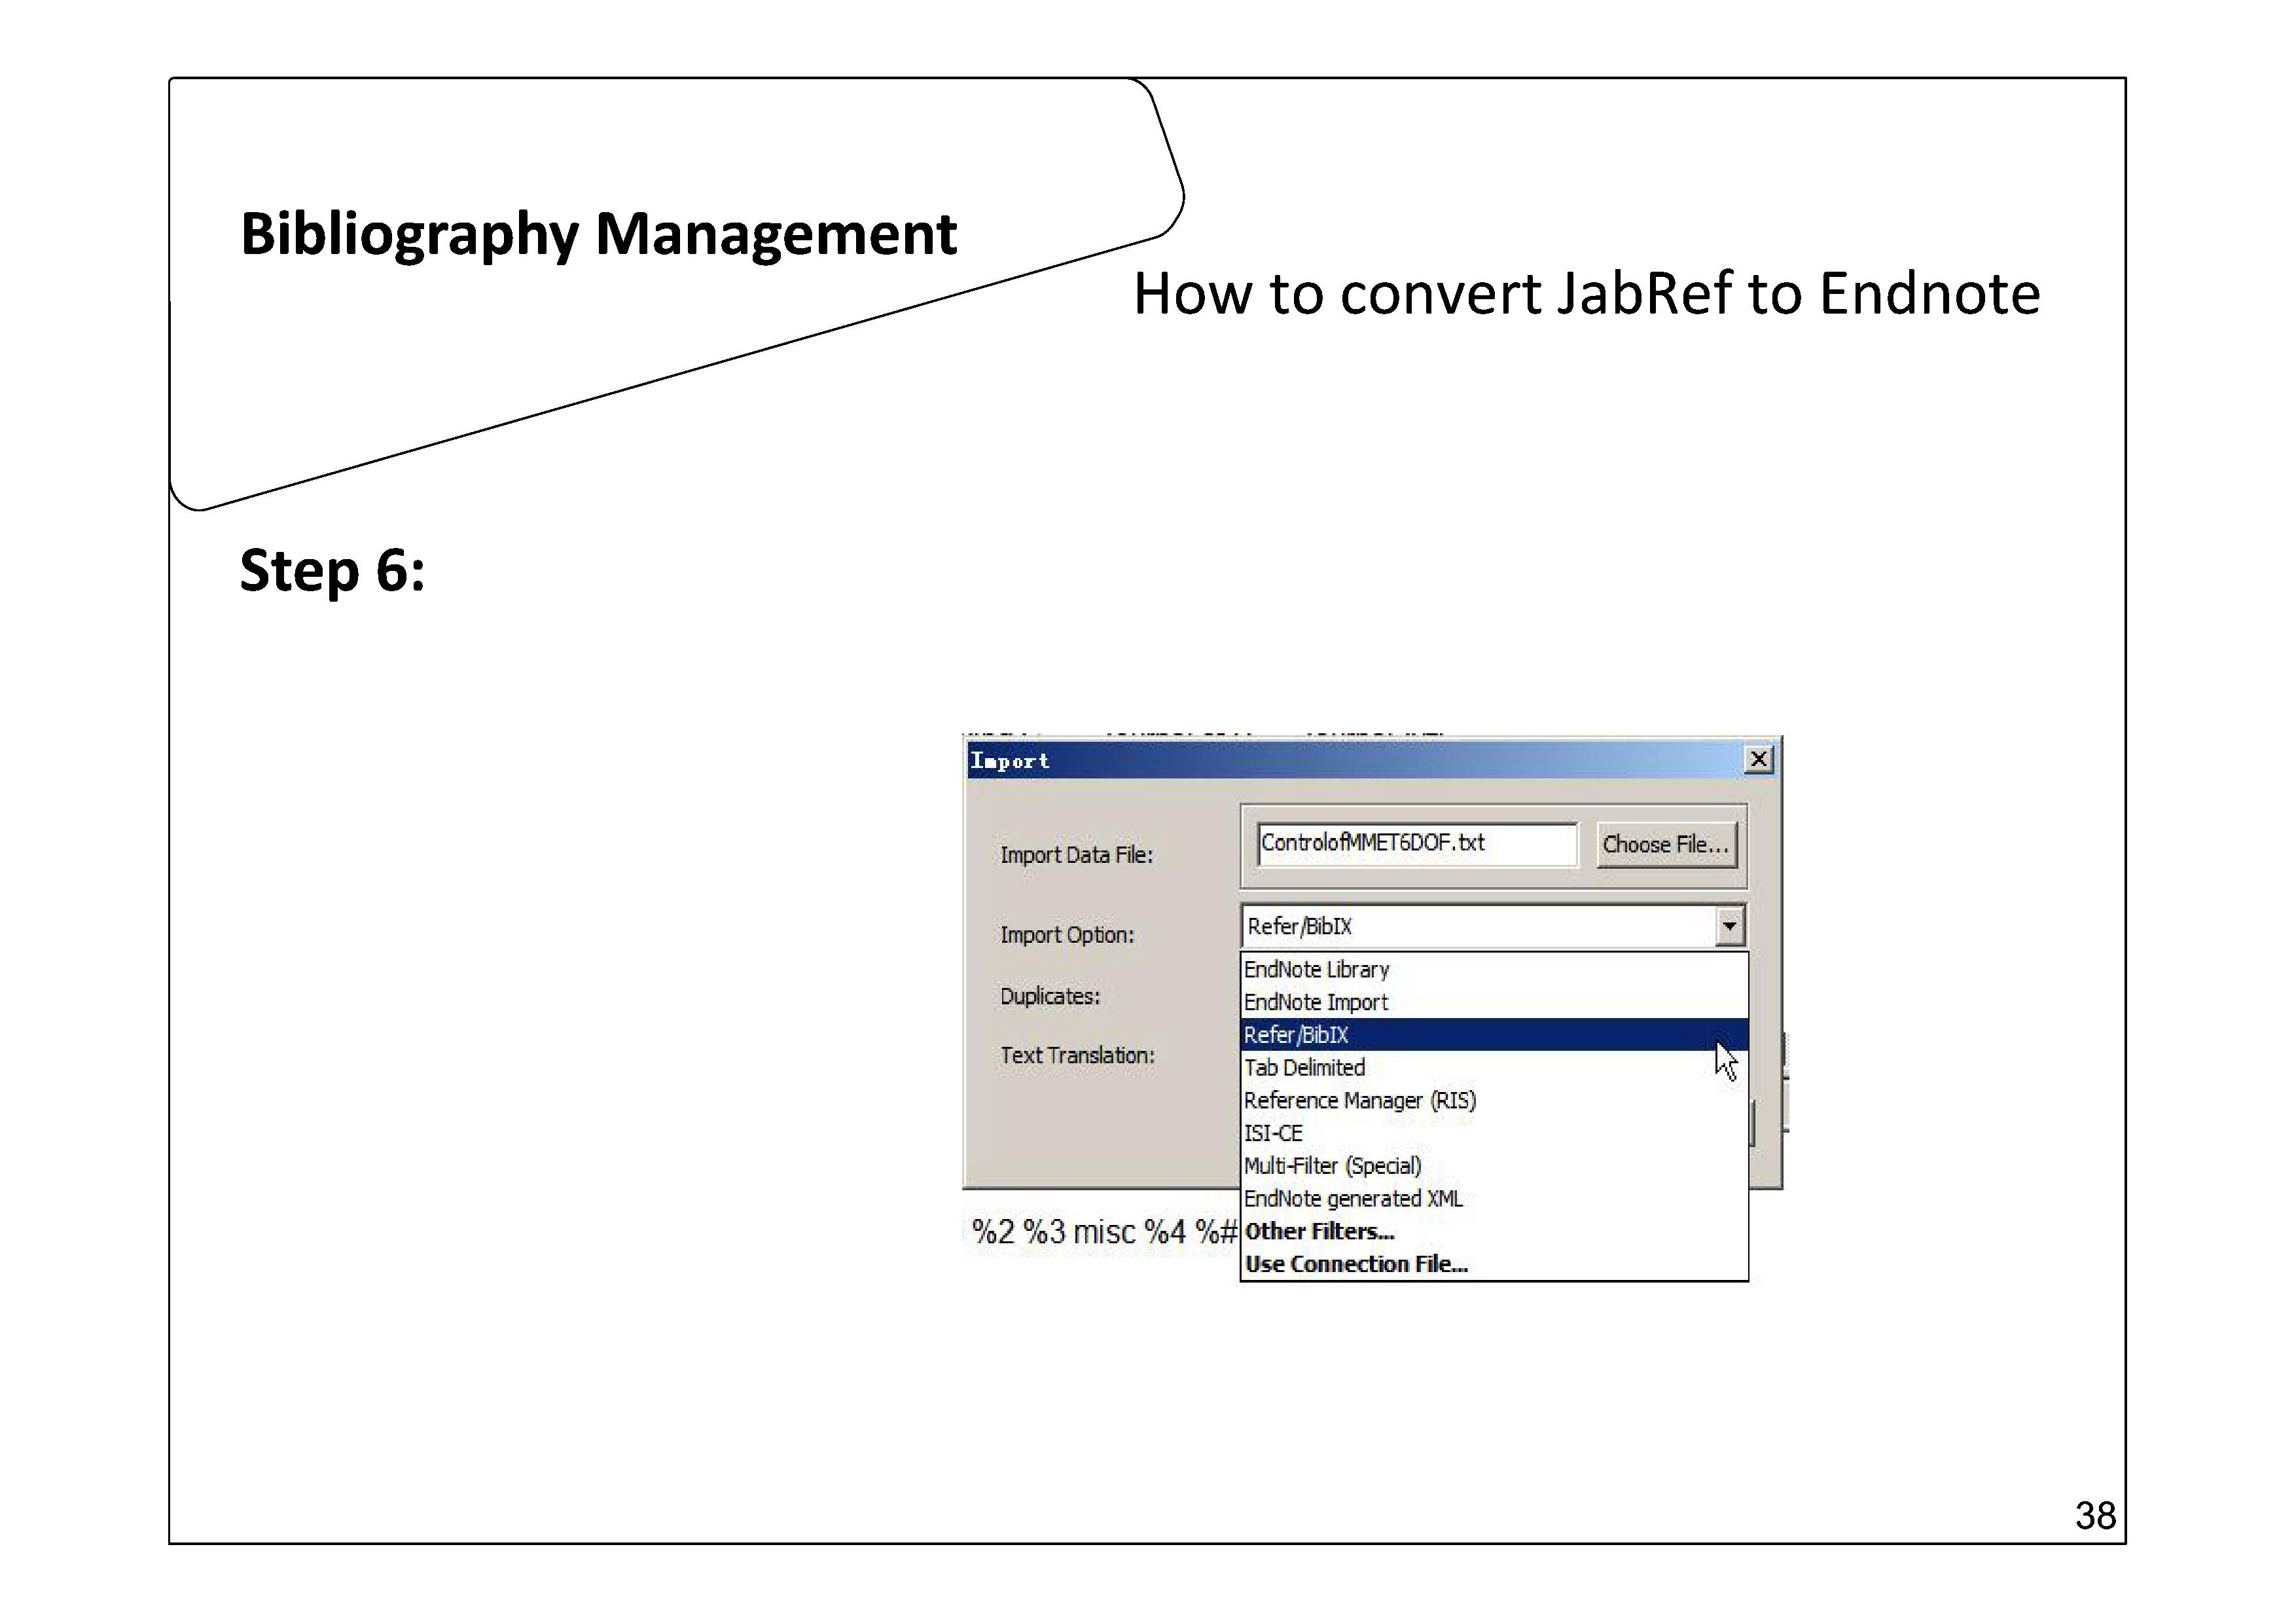 Bibliography Management
How to convert JabRef to Endnote
Step 6:
Import
Import Data File:
ControlofMMET6DOF.txt
Choose File...
Import Option:
Refer/BibIX
EndNote Library
EndNote Import
Duplicates:
Refer/BibIX
Text Translation:
Tab Delimited
Reference Manager (RIS)
ISI-CE
Multi-Filter (Special)
EndNote generated XML
%2 %3 misc %4 %#
Other Filters...
Use Connection File...
38